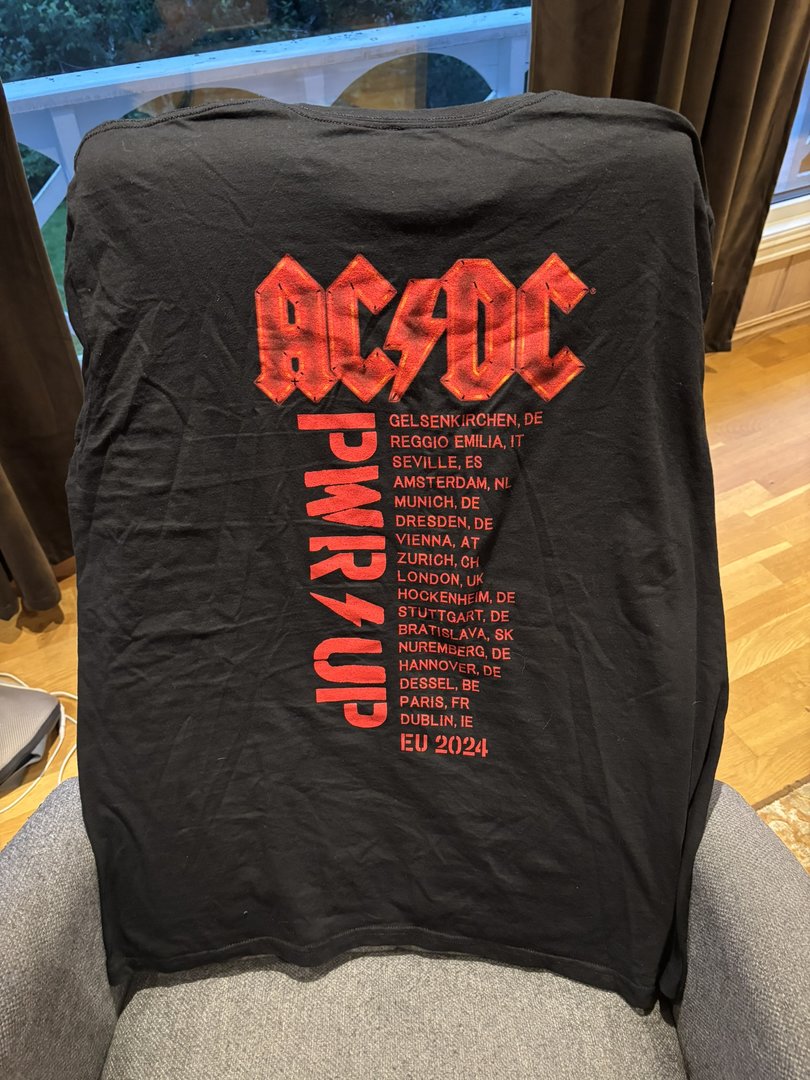 AC⚡DC®
PWR⚡UP
GELSENKIRCHEN, DE
REGGIO EMILIA, IT
SEVILLE, ES
AMSTERDAM, NL
MUNICH, DE
DRESDEN, DE
VIENNA, AT
ZURICH, CH
LONDON, UK
HOCKENHEIM, DE
STUTTGART, DE
BRATISLAVA, SK
NUREMBERG, DE
HANNOVER, DE
DESSEL, BE
PARIS, FR
DUBLIN, IE
EU 2024